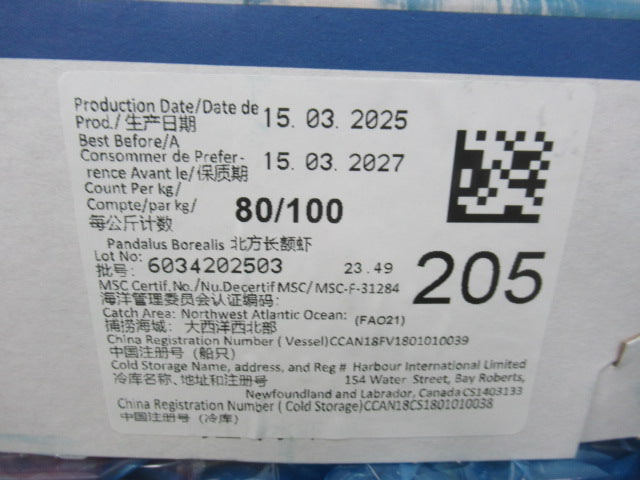 Production Date/Date de
Prod./ 生产日期 15. 03. 2025
Best Before/A
Consommer de Prefer-
rence Avant le/保质期 15. 03. 2027
Count Per kg/
Compte/par kg/ 80/100
每公斤计数
Pandalus Borealis 北方长额虾
Lot No:
批号: 6034202503 23.49 205
MSC Certif.No./Nu.Decertif MSC/ MSC-F-31284
海洋管理委员会认证编码:
Catch Area: Northwest Atlantic Ocean: (FAO21)
捕捞海域: 大西洋西北部
China Registration Number ( Vessel)CCAN18FV1801010039
中国注册号 (船只)
Cold Storage Name, address, and Reg # Harbour International Limited
冷库名称、地址和注册号 154 Water Street, Bay Roberts,
Newfoundland and Labrador, Canada CS1403133
China Registration Number ( Cold Storage)CCAN18CS1801010038
中国注册号 (冷库)